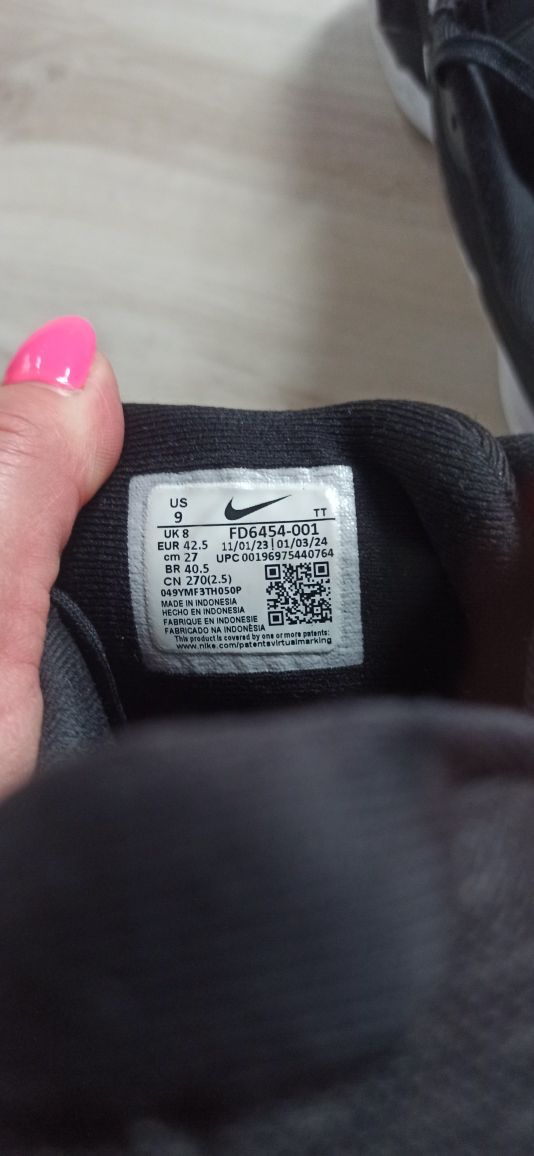 US
9
TT
UK 8 FD6454-001
EUR 42.5 11/01/23 | 01/03/24
cm 27 UPC 00196975440764
BR 40.5
CN 270(2.5)
049YMF3TH050P
MADE IN INDONESIA
HECHO EN INDONESIA
FABRIQUE EN INDONESIE
FABRICADO NA INDONÉSIA
This product is covered by one or more patents:
www.nike.com/patentsvirtualmarking